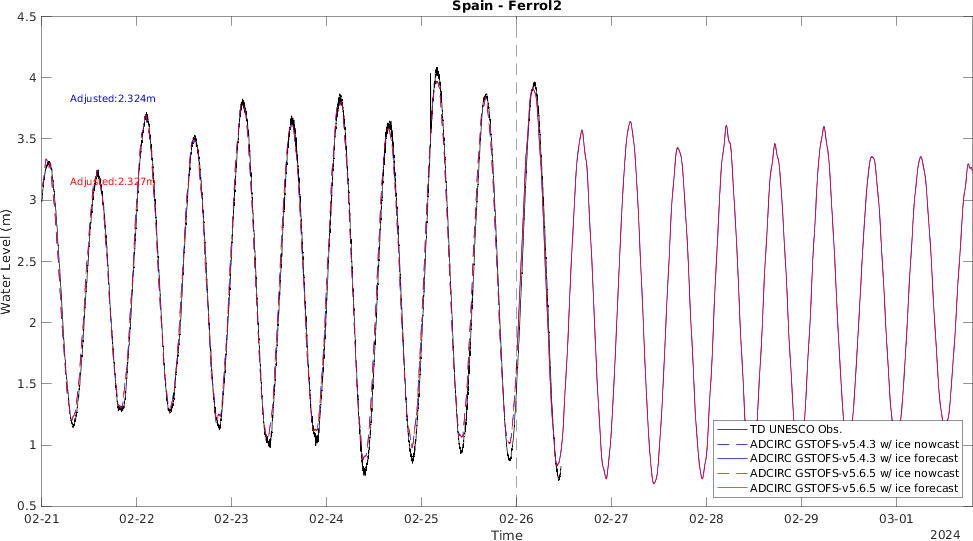 Spain - Ferrol2
4.5
4
3.5
3
2.5
2
1.5
1
0.5
Water Level (m)
Adjusted:2.324m
Adjusted:2.327m
TD UNESCO Obs.
ADCIRC GSTOFS-v5.4.3 w/ ice nowcast
ADCIRC GSTOFS-v5.4.3 w/ ice forecast
ADCIRC GSTOFS-v5.6.5 w/ ice nowcast
ADCIRC GSTOFS-v5.6.5 w/ ice forecast
02-21 02-22 02-23 02-24 02-25 02-26 02-27 02-28 02-29 03-01
Time
2024